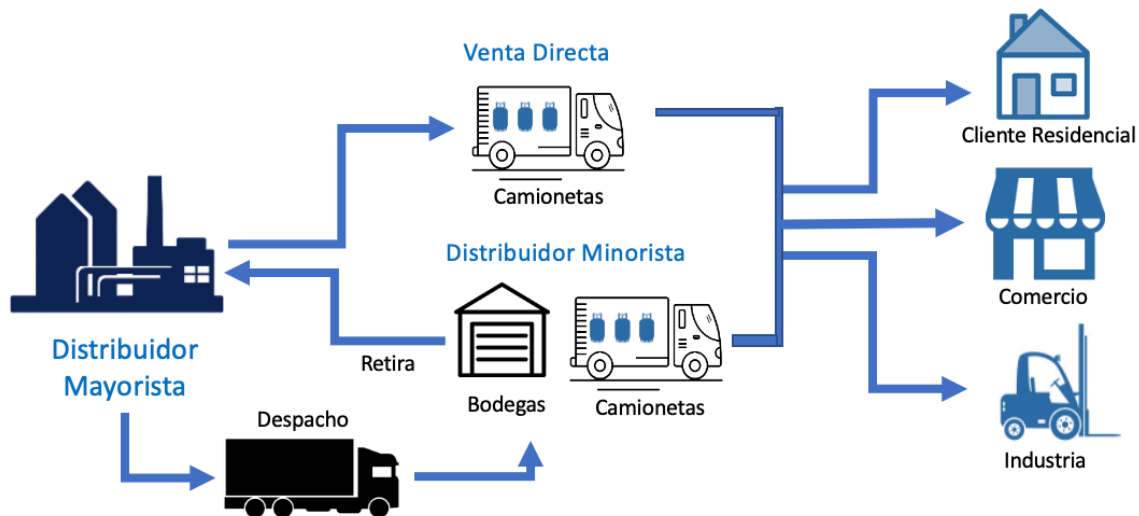 Venta Directa
Camionetas
Cliente Residencial
Distribuidor Minorista
Comercio
Distribuidor
Mayorista
Retira
Bodegas
Camionetas
Despacho
Industria